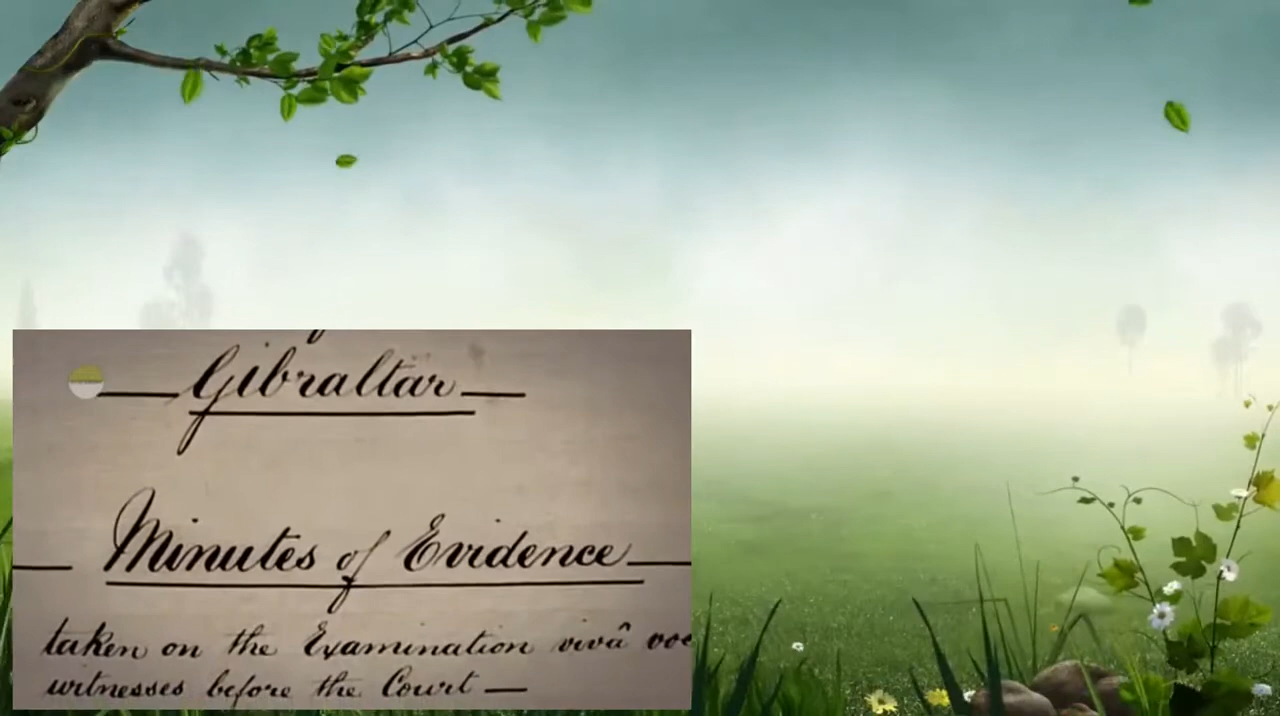 Gibraltar
Minutes of Evidence
taken on the Examination vivâ
witnesses before the Court